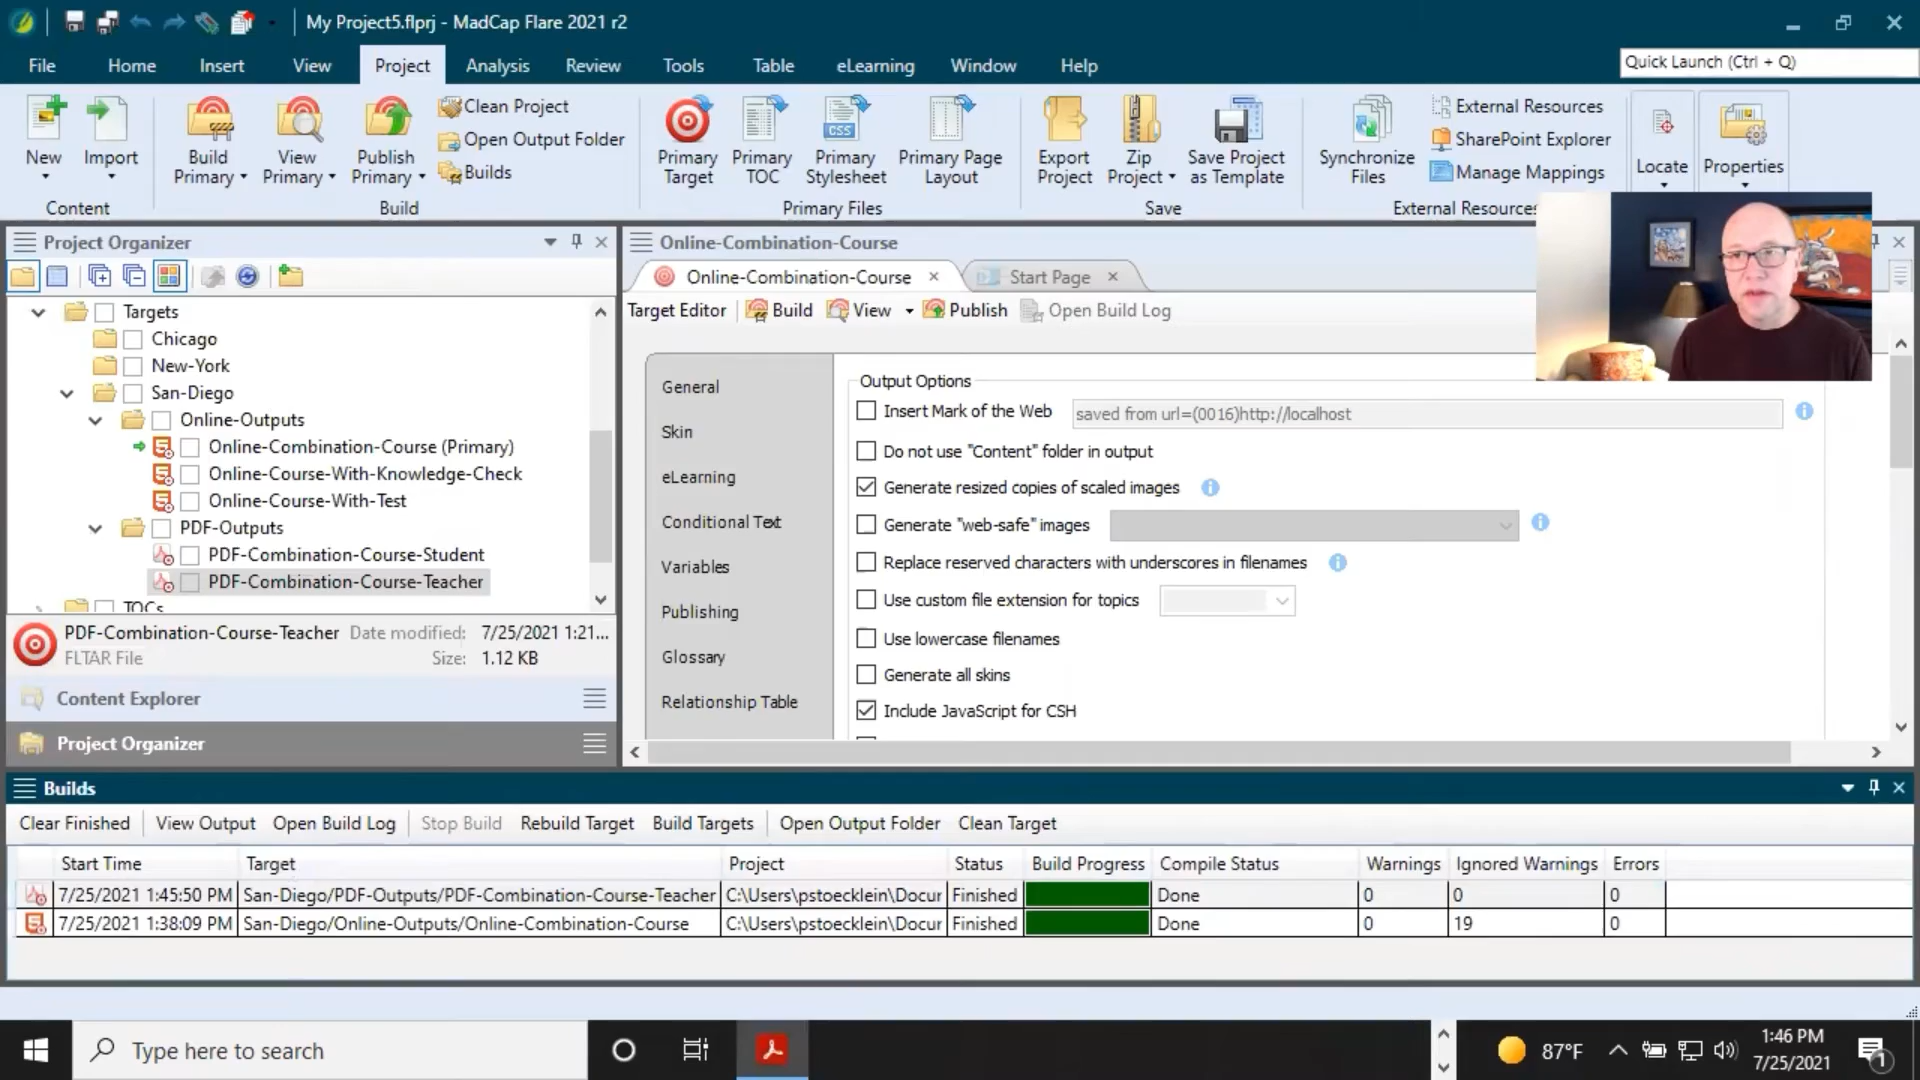 My Project5.flprj - MadCap Flare 2021 r2
File Home Insert View Project Analysis Review Tools Table eLearning Window Help
Quick Launch (Ctrl + Q)
New
Import
Content
Build Primary
View Primary
Publish Primary
Clean Project
Open Output Folder
Builds
Build
Primary Target
Primary TOC
Primary Stylesheet
Primary Page Layout
Primary Files
Export Project
Zip Project
Save Project as Template
Save
Synchronize Files
External Resources
SharePoint Explorer
Manage Mappings
External Resources
Locate
Properties
Project Organizer
Targets
Chicago
New-York
San-Diego
Online-Outputs
Online-Combination-Course (Primary)
Online-Course-With-Knowledge-Check
Online-Course-With-Test
PDF-Outputs
PDF-Combination-Course-Student
PDF-Combination-Course-Teacher
TOCs
PDF-Combination-Course-Teacher Date modified: 7/25/2021 1:21...
FLTAR File Size: 1.12 KB
Content Explorer
Project Organizer
Online-Combination-Course
Online-Combination-Course Start Page
Target Editor Build View Publish Open Build Log
General
Skin
eLearning
Conditional Text
Variables
Publishing
Glossary
Relationship Table
Output Options
Insert Mark of the Web saved from url=(0016)http://localhost
Do not use "Content" folder in output
Generate resized copies of scaled images
Generate "web-safe" images
Replace reserved characters with underscores in filenames
Use custom file extension for topics
Use lowercase filenames
Generate all skins
Include JavaScript for CSH
Builds
Clear Finished View Output Open Build Log Stop Build Rebuild Target Build Targets Open Output Folder Clean Target
Start Time Target Project Status Build Progress Compile Status Warnings Ignored Warnings Errors
7/25/2021 1:45:50 PM San-Diego/PDF-Outputs/PDF-Combination-Course-Teacher C:\Users\pstoecklein\Docur Finished Done 0 0 0
7/25/2021 1:38:09 PM San-Diego/Online-Outputs/Online-Combination-Course C:\Users\pstoecklein\Docur Finished Done 0 19 0
Type here to search
87°F
1:46 PM
7/25/2021
1